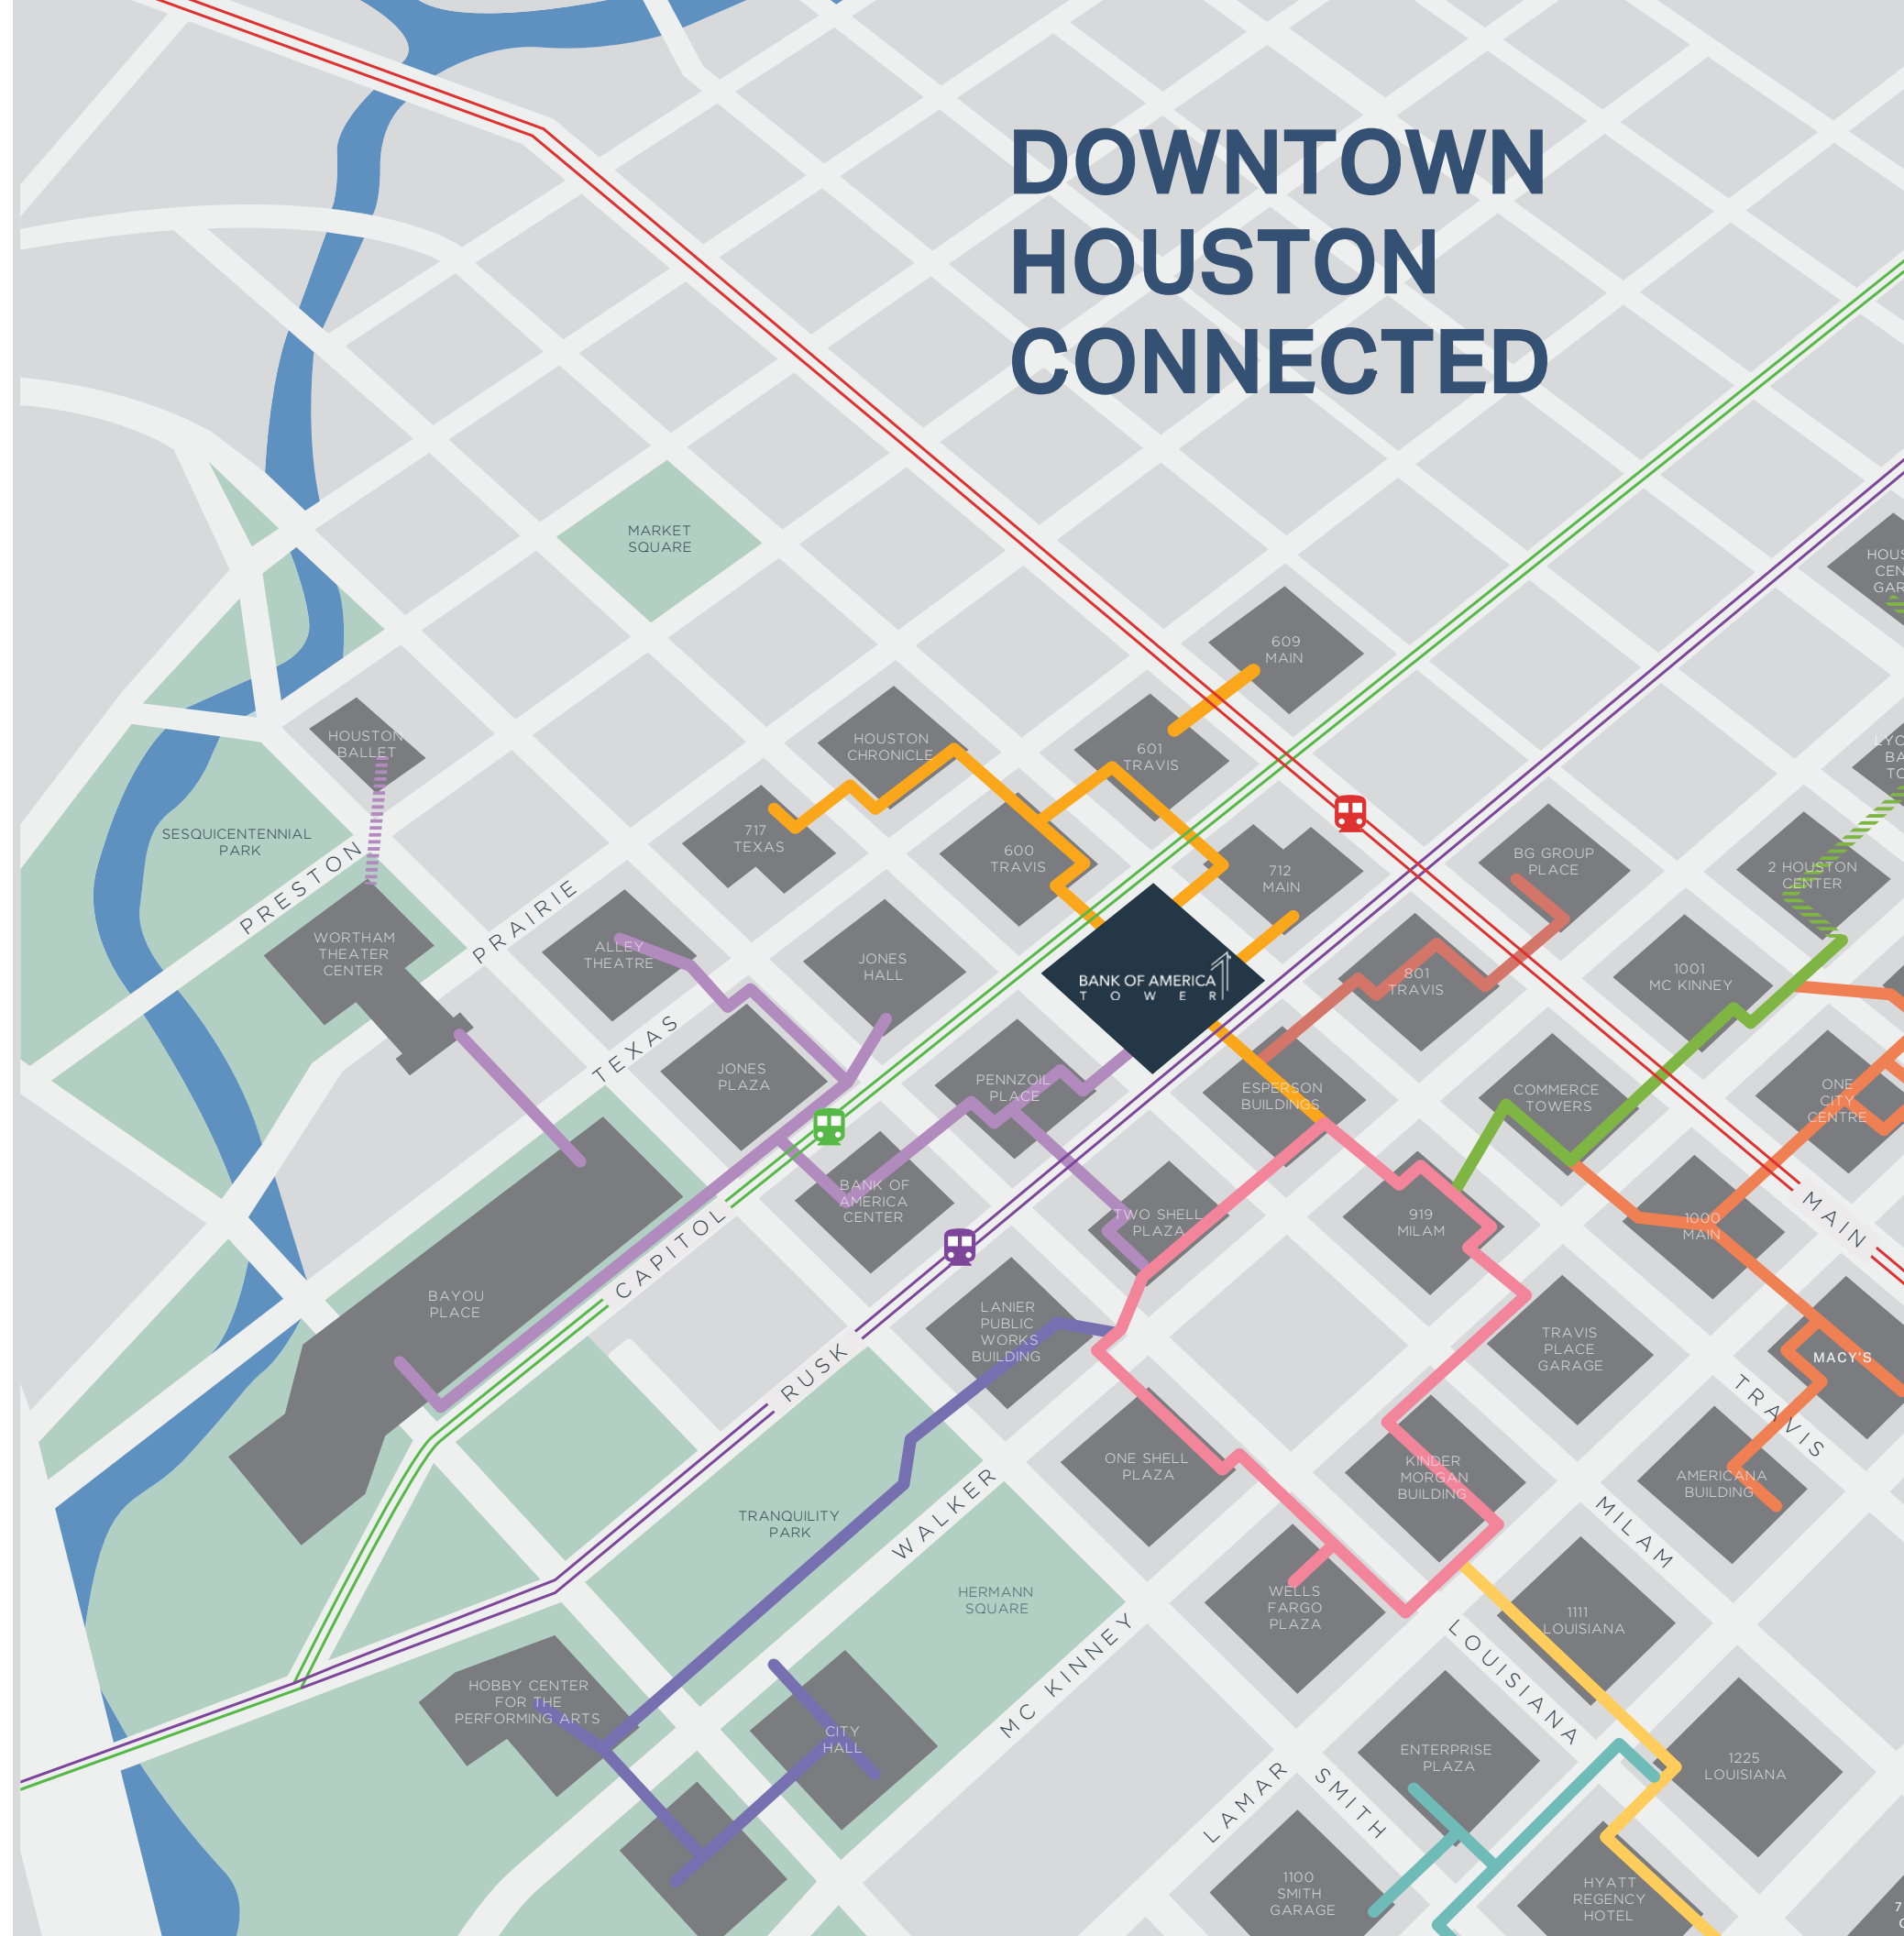 DOWNTOWN
HOUSTON
CONNECTED
MARKET
SQUARE
609
MAIN
HOUSTON
BALLET
HOUSTON
CHRONICLE
601
TRAVIS
SESQUICENTENNIAL
PARK
717
TEXAS
600
TRAVIS
712
MAIN
BG GROUP
PLACE
2 HOUSTON
CENTER
PRESTON
PRAIRIE
WORTHAM
THEATER
CENTER
ALLEY
THEATRE
JONES
HALL
BANK OF AMERICA
TOWER
801
TRAVIS
1001
MC KINNEY
TEXAS
JONES
PLAZA
PENNZOIL
PLACE
ESPERSON
BUILDINGS
COMMERCE
TOWERS
ONE
CITY
CENTRE
BANK OF
AMERICA
CENTER
TWO SHELL
PLAZA
919
MILAM
1000
MAIN
MAIN
CAPITOL
BAYOU
PLACE
LANIER
PUBLIC
WORKS
BUILDING
TRAVIS
PLACE
GARAGE
MACY'S
RUSK
TRAVIS
ONE SHELL
PLAZA
KINDER
MORGAN
BUILDING
AMERICANA
BUILDING
TRANQUILITY
PARK
WALKER
MILAM
HERMANN
SQUARE
WELLS
FARGO
PLAZA
1111
LOUISIANA
LOUISIANA
MC KINNEY
HOBBY CENTER
FOR THE
PERFORMING ARTS
CITY
HALL
ENTERPRISE
PLAZA
1225
LOUISIANA
LAMAR
SMITH
1100
SMITH
GARAGE
HYATT
REGENCY
HOTEL